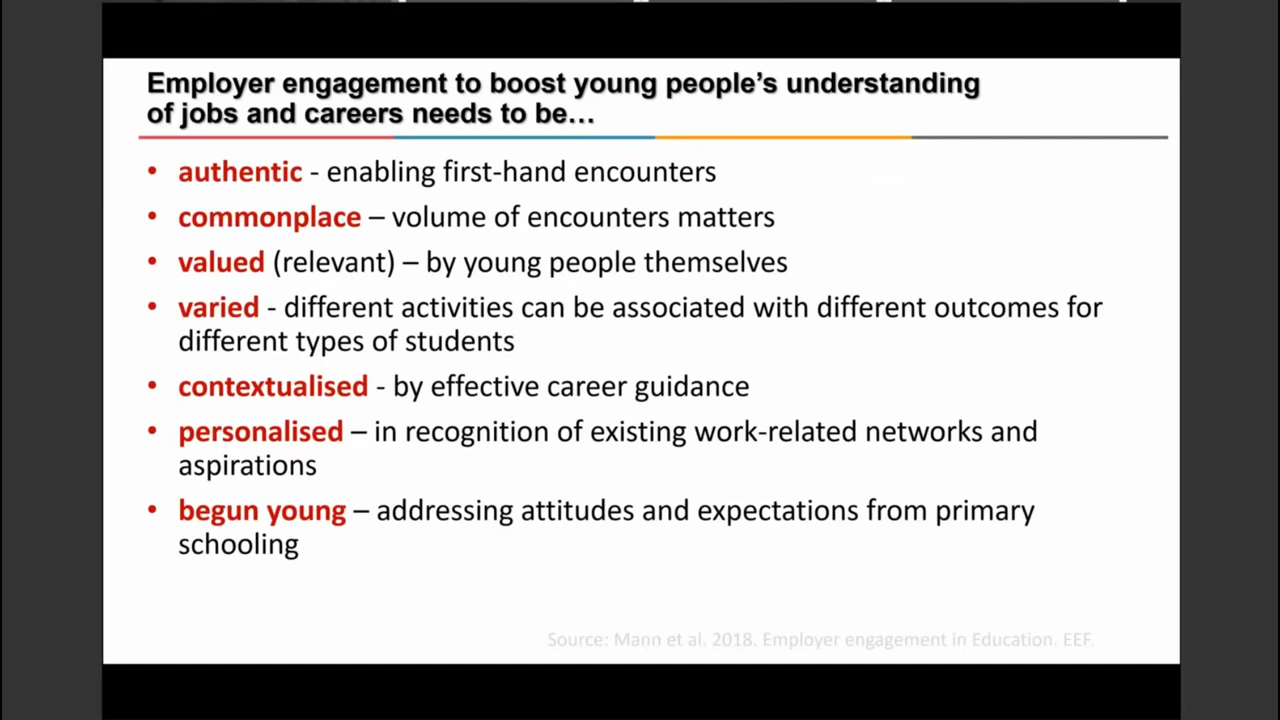 Employer engagement to boost young people’s understanding
of jobs and careers needs to be…
• authentic - enabling first-hand encounters
• commonplace – volume of encounters matters
• valued (relevant) – by young people themselves
• varied - different activities can be associated with different outcomes for
different types of students
• contextualised - by effective career guidance
• personalised – in recognition of existing work-related networks and
aspirations
• begun young – addressing attitudes and expectations from primary
schooling
Source: Mann et al. 2018. Employer engagement in Education. EEF.